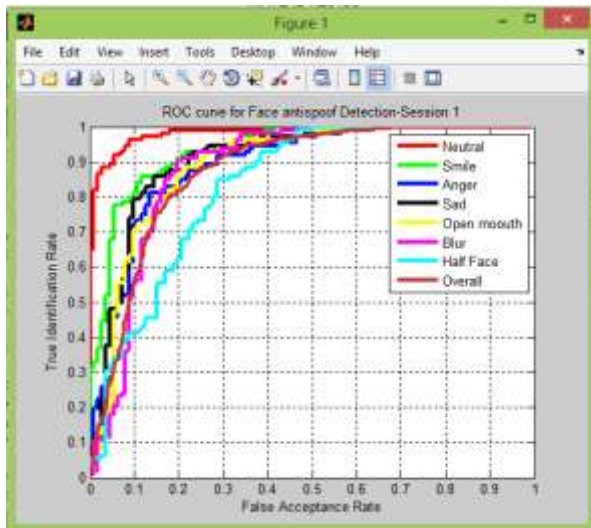 Figure 1
File Edit View Insert Tools Desktop Window Help
ROC curve for Face antispoof Detection-Session 1
True Identification Rate
1
0.9
0.8
0.7
0.6
0.5
0.4
0.3
0.2
0.1
0
Neutral
Smile
Anger
Sad
Open moouth
Blur
Half Face
Overall
0 0.1 0.2 0.3 0.4 0.5 0.6 0.7 0.8 0.9 1
False Acceptance Rate